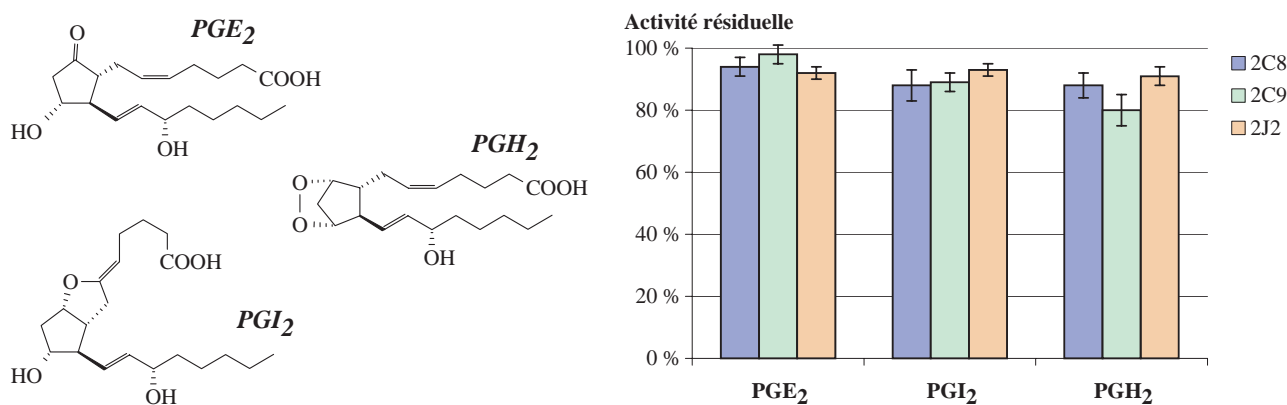 PGE2
O
COOH
HO
OH
PGH2
O
O
COOH
OH
COOH
O
PGI2
HO
OH
Activité résiduelle
100 %
80 %
60 %
40 %
20 %
0 %
PGE2
PGI2
PGH2
2C8
2C9
2J2